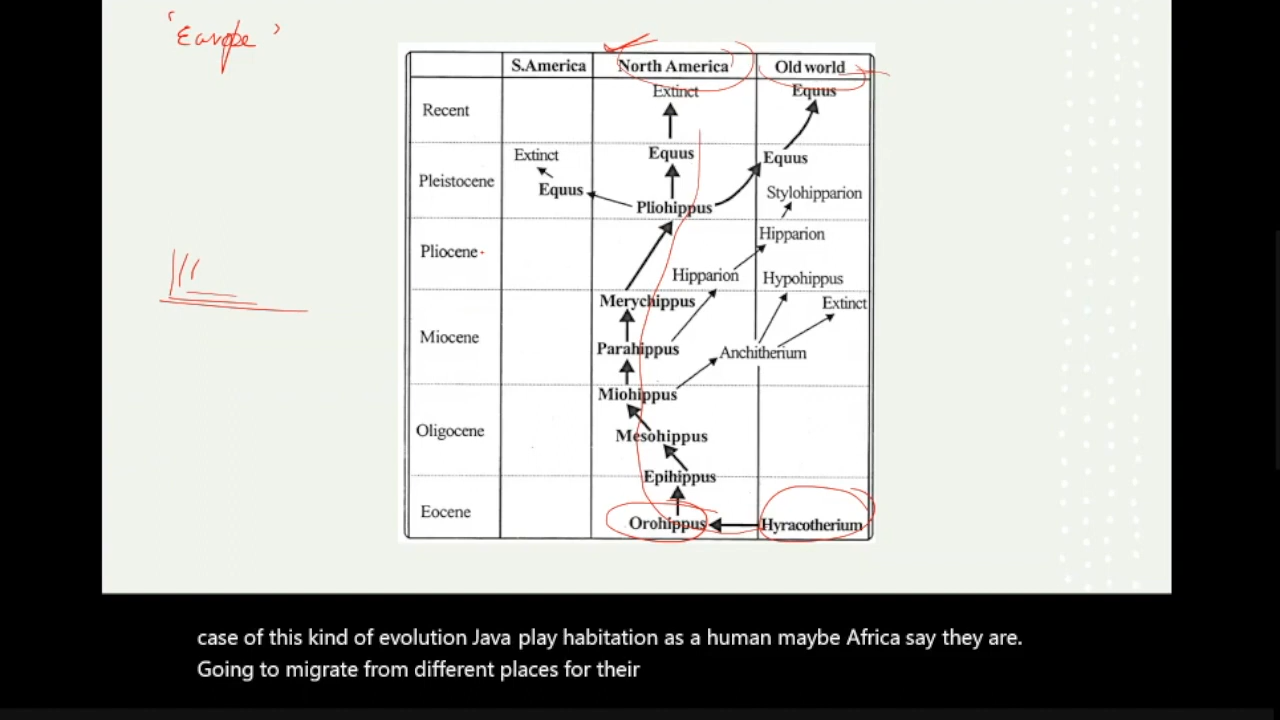 'Europe'
S.America North America Old world
Recent Extinct Equus
Pleistocene Extinct Equus Equus Equus
Pliohippus Stylohipparion
Pliocene Hipparion Hipparion Hypohippus
Miocene Merychippus Extinct
Parahippus Anchitherium
Miohippus
Oligocene Mesohippus
Epihippus
Eocene Orohippus Hyracotherium
case of this kind of evolution Java play habitation as a human maybe Africa say they are.
Going to migrate from different places for their